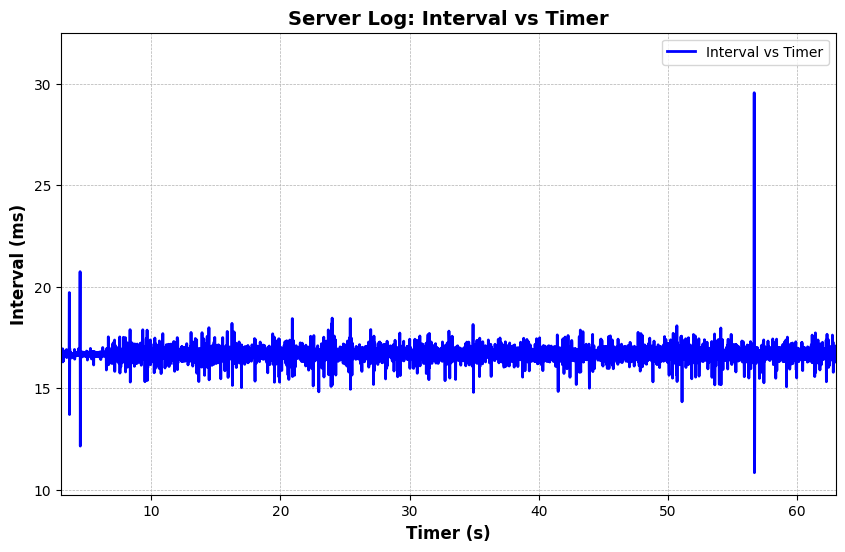 Server Log: Interval vs Timer
Interval vs Timer
30
25
20
15
10
Interval (ms)
10 20 30 40 50 60
Timer (s)